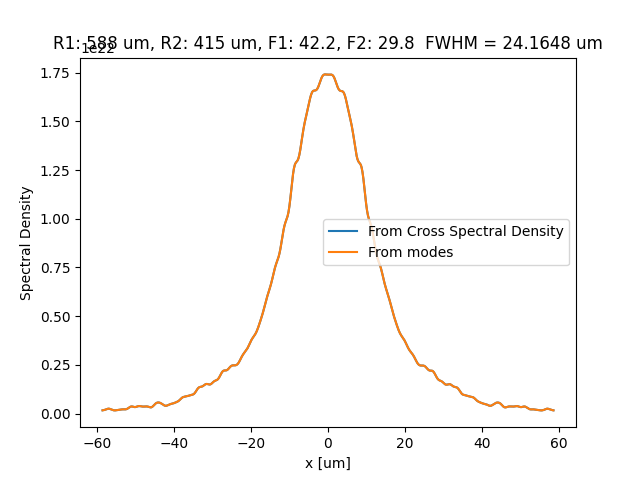 R1: 588 um, R2: 415 um, F1: 42.2, F2: 29.8  FWHM = 24.1648 um
1e22
1.75
1.50
1.25
1.00
0.75
0.50
0.25
0.00
Spectral Density
From Cross Spectral Density
From modes
−60
−40
−20
0
20
40
60
x [um]